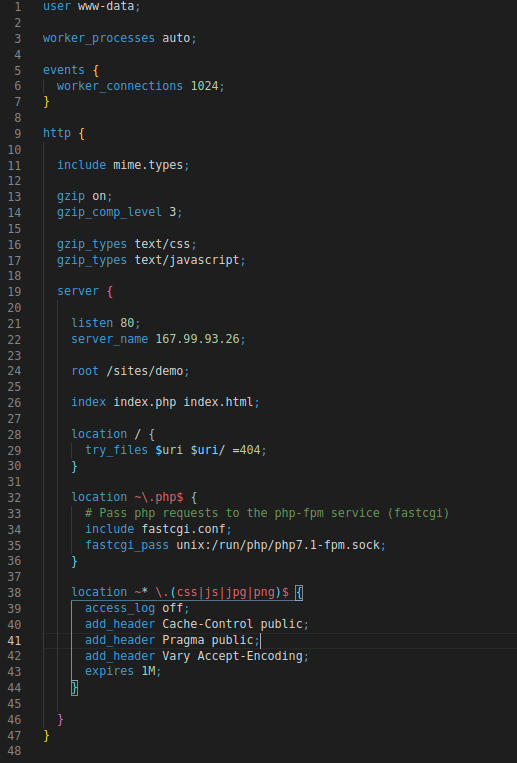 1 user www-data;
2
3 worker_processes auto;
4
5 events {
6   worker_connections 1024;
7 }
8
9 http {
10
11   include mime.types;
12
13   gzip on;
14   gzip_comp_level 3;
15
16   gzip_types text/css;
17   gzip_types text/javascript;
18
19   server {
20
21     listen 80;
22     server_name 167.99.93.26;
23
24     root /sites/demo;
25
26     index index.php index.html;
27
28     location / {
29       try_files $uri $uri/ =404;
30     }
31
32     location ~\.php$ {
33       # Pass php requests to the php-fpm service (fastcgi)
34       include fastcgi.conf;
35       fastcgi_pass unix:/run/php/php7.1-fpm.sock;
36     }
37
38     location ~* \.(css|js|jpg|png)$ {
39       access_log off;
40       add_header Cache-Control public;
41       add_header Pragma public;
42       add_header Vary Accept-Encoding;
43       expires 1M;
44     }
45
46   }
47 }
48